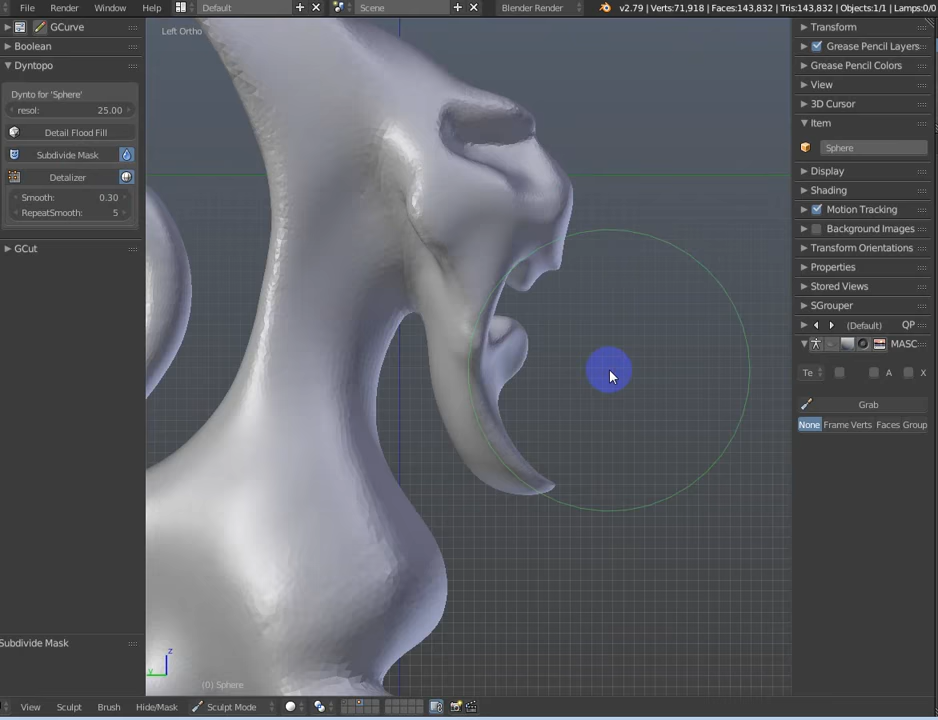 File Render Window Help Default Scene Blender Render v2.79 | Verts:71,918 | Faces:143,832 | Tris:143,832 | Objects:1/1 | Lamps:0/0
GCurve
Boolean
Dyntopo
Dynto for 'Sphere'
resol: 25.00
Detail Flood Fill
Subdivide Mask
Detalizer
Smooth: 0.30
RepeatSmooth: 5
GCut
Subdivide Mask
Left Ortho
z
y
(0) Sphere
Transform
Grease Pencil Layers
Grease Pencil Colors
View
3D Cursor
Item
Sphere
Display
Shading
Motion Tracking
Background Images
Transform Orientations
Properties
Stored Views
SGrouper
(Default) QP
MASC
Te A X
Grab
None Frame Verts Faces Group
View Sculpt Brush Hide/Mask Sculpt Mode